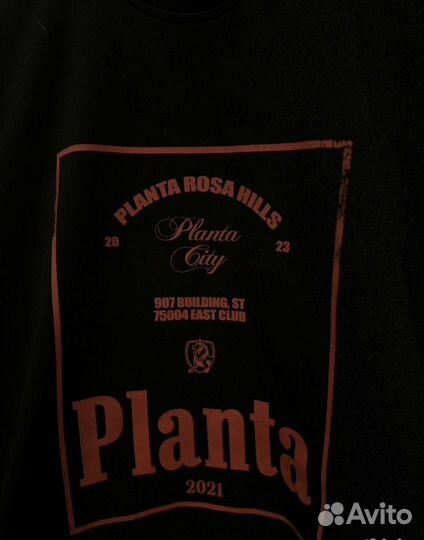 PLANTA ROSA HILLS
20 Planta 23
City
907 BUILDING, ST
75004 EAST CLUB
Planta
2021
Avito